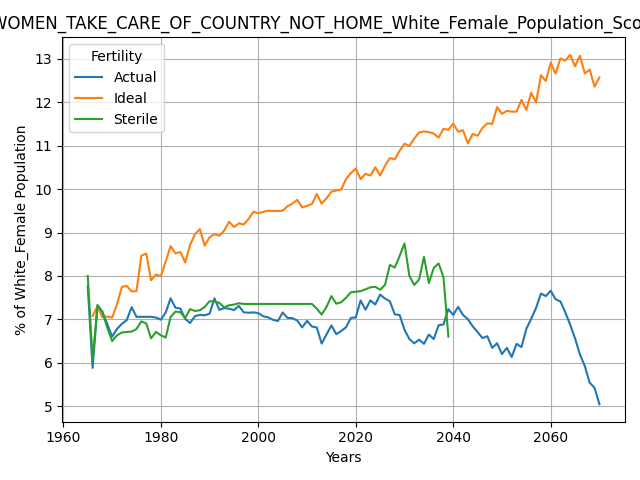 WOMEN_TAKE_CARE_OF_COUNTRY_NOT_HOME_White_Female_Population_Sco
Fertility
Actual
Ideal
Sterile
% of White_Female Population
13
12
11
10
9
8
7
6
5
1960 1980 2000 2020 2040 2060
Years